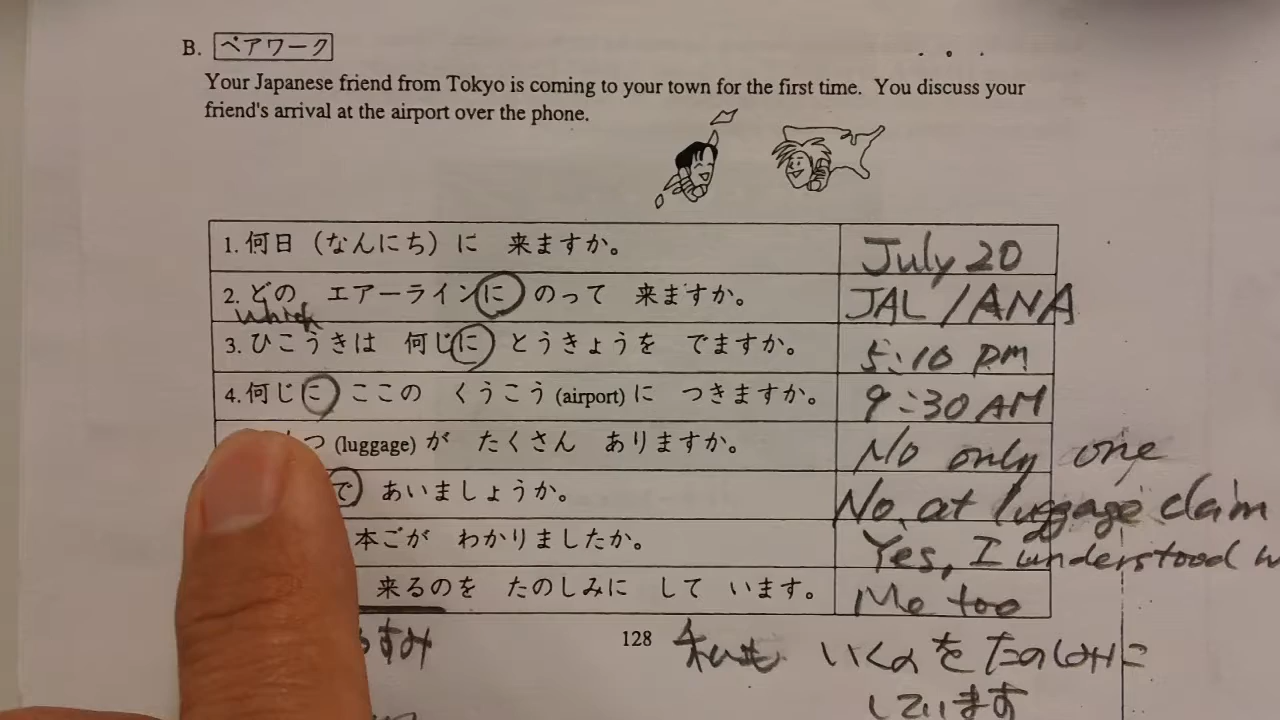 B. ペアワーク
Your Japanese friend from Tokyo is coming to your town for the first time. You discuss your
friend's arrival at the airport over the phone.
1. 何日（なんにち）に 来ますか。 July 20
2. どの エアーラインに のって 来ますか。 JAL / ANA
which
3. ひこうきは 何じに とうきょうを でますか。 5:10 pm
4. 何じに ここの くうこう (airport) に つきますか。 9:30 AM
つ (luggage) が たくさん ありますか。 No only one
で あいましょうか。 No, at luggage claim
本ごが わかりましたか。 Yes, I understood
来るのを たのしみに して います。 Me too
128
私も いくのを たのしみに
しています